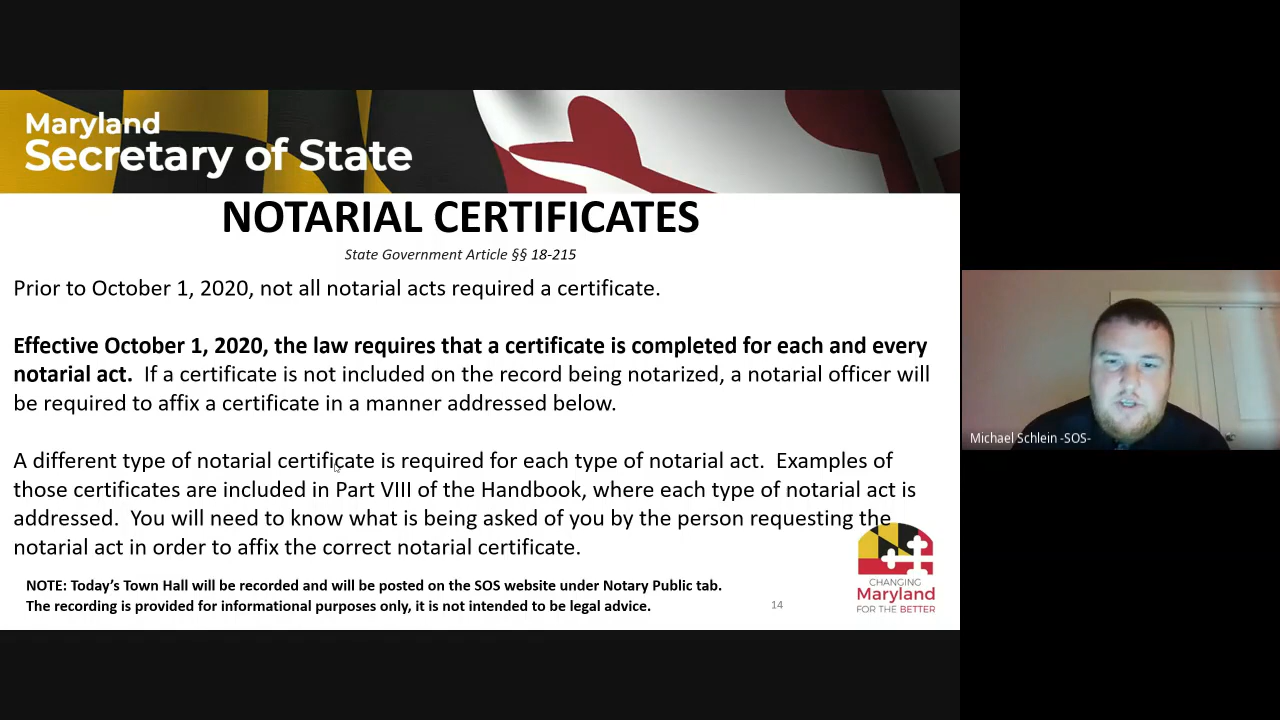 Maryland
Secretary of State
NOTARIAL CERTIFICATES
State Government Article §§ 18-215
Prior to October 1, 2020, not all notarial acts required a certificate.
Effective October 1, 2020, the law requires that a certificate is completed for each and every
notarial act.  If a certificate is not included on the record being notarized, a notarial officer will
be required to affix a certificate in a manner addressed below.
A different type of notarial certificate is required for each type of notarial act.  Examples of
those certificates are included in Part VIII of the Handbook, where each type of notarial act is
addressed.  You will need to know what is being asked of you by the person requesting the
notarial act in order to affix the correct notarial certificate.
NOTE: Today’s Town Hall will be recorded and will be posted on the SOS website under Notary Public tab.
The recording is provided for informational purposes only, it is not intended to be legal advice.
14
CHANGING
Maryland
FOR THE BETTER
Michael Schlein -SOS-